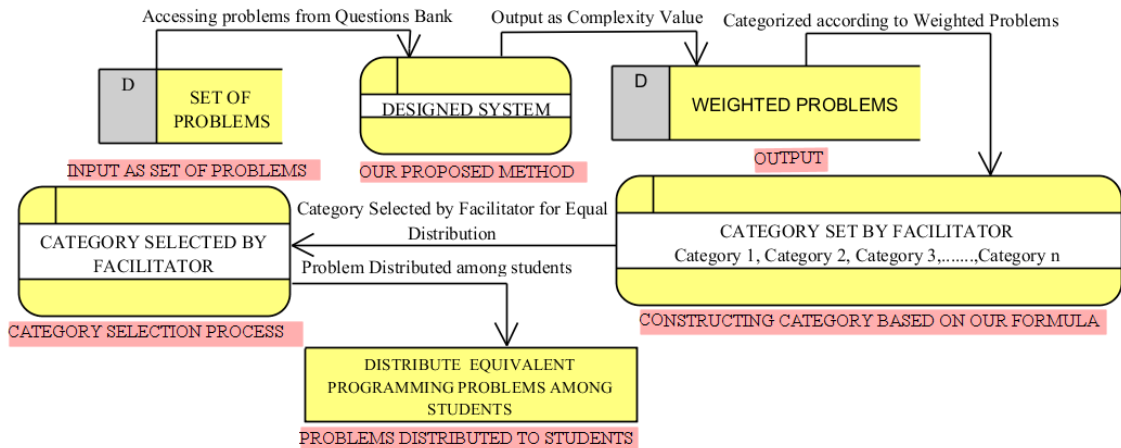 Accessing problems from Questions Bank
Output as Complexity Value
Categorized according to Weighted Problems
D
SET OF
PROBLEMS
DESIGNED SYSTEM
D
WEIGHTED PROBLEMS
INPUT AS SET OF PROBLEMS
OUR PROPOSED METHOD
OUTPUT
Category Selected by Facilitator for Equal
Distribution
CATEGORY SELECTED BY
FACILITATOR
CATEGORY SET BY FACILITATOR
Category 1, Category 2, Category 3,.......,Category n
Problem Distributed among students
CATEGORY SELECTION PROCESS
CONSTRUCTING CATEGORY BASED ON OUR FORMULA
DISTRIBUTE EQUIVALENT
PROGRAMMING PROBLEMS AMONG
STUDENTS
PROBLEMS DISTRIBUTED TO STUDENTS